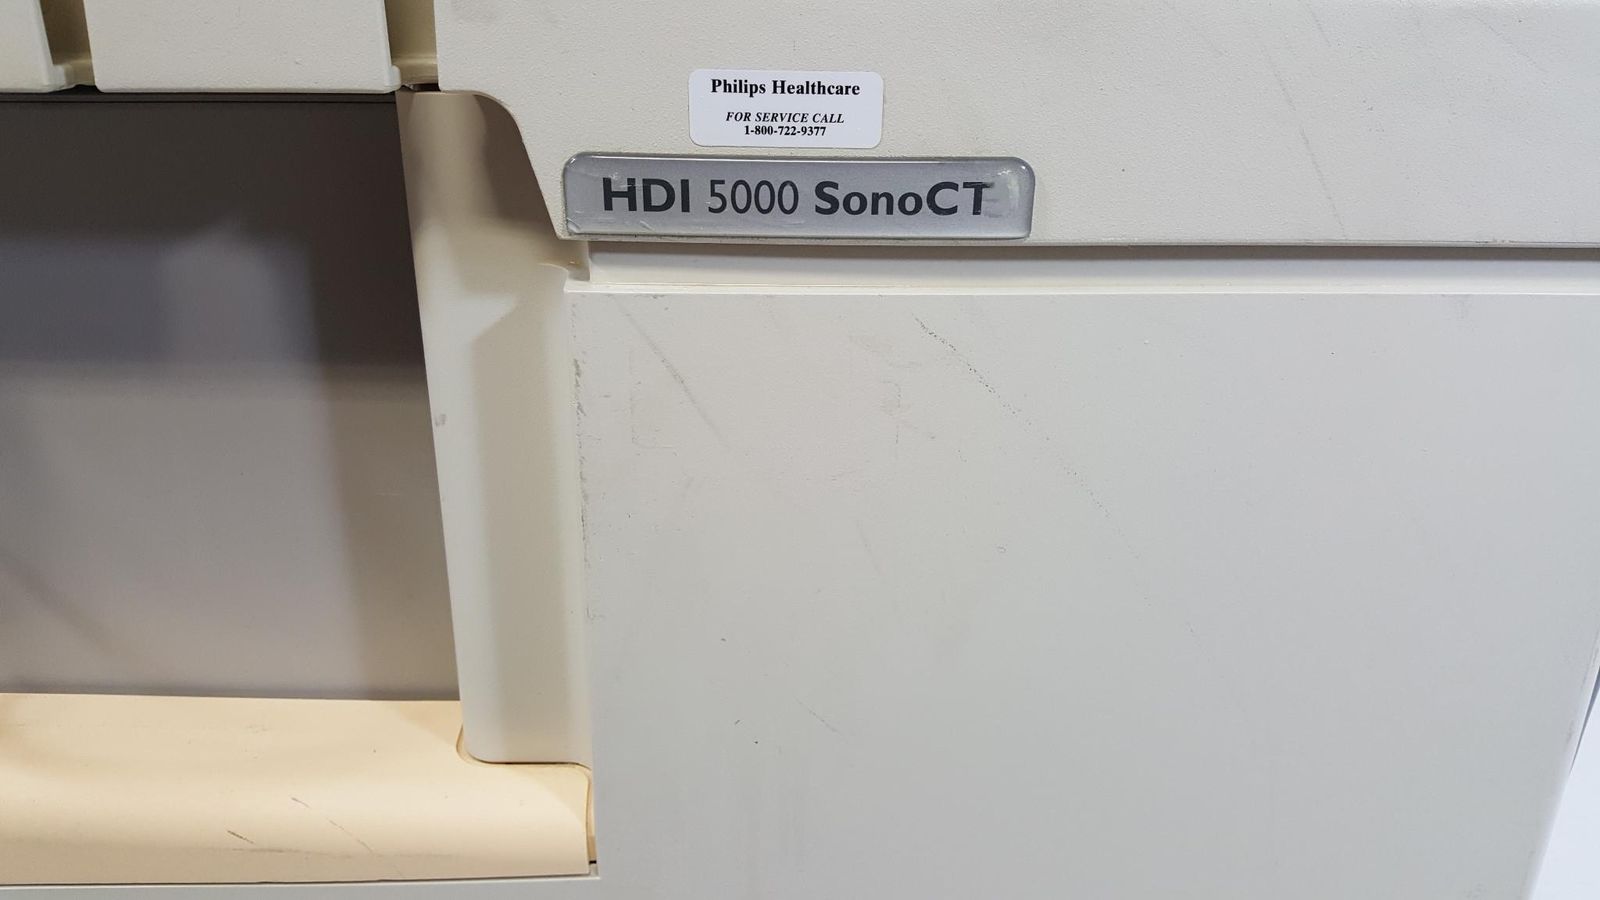 Philips Healthcare
FOR SERVICE CALL
1-800-722-9377
HDI 5000 SonoCT